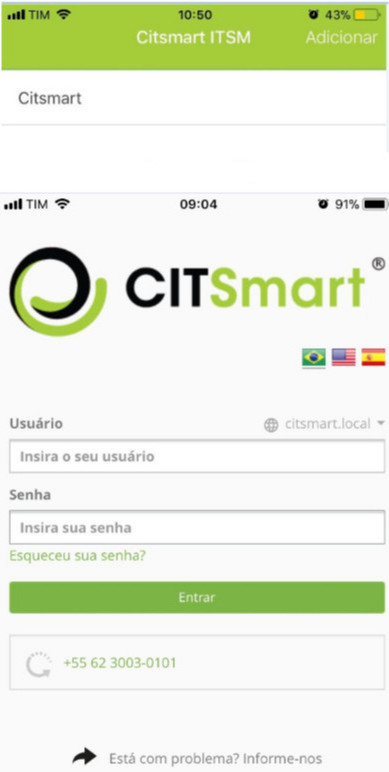 TIM 10:50 43%
Citsmart ITSM Adicionar
Citsmart
TIM 09:04 91%
CITSmart®
Usuário citsmart.local
Insira o seu usuário
Senha
Insira sua senha
Esqueceu sua senha?
Entrar
+55 62 3003-0101
Está com problema? Informe-nos